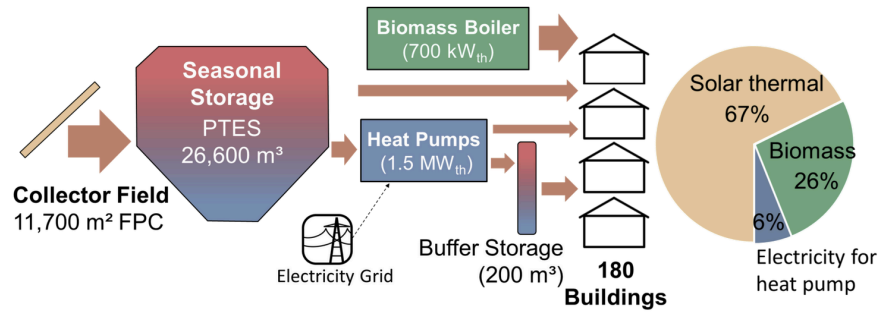 Collector Field
11,700 m² FPC
Seasonal
Storage
PTES
26,600 m³
Biomass Boiler
(700 kWₜₕ)
Heat Pumps
(1.5 MWₜₕ)
Electricity Grid
Buffer Storage
(200 m³)
180
Buildings
Solar thermal
67%
Biomass
26%
6%
Electricity for
heat pump